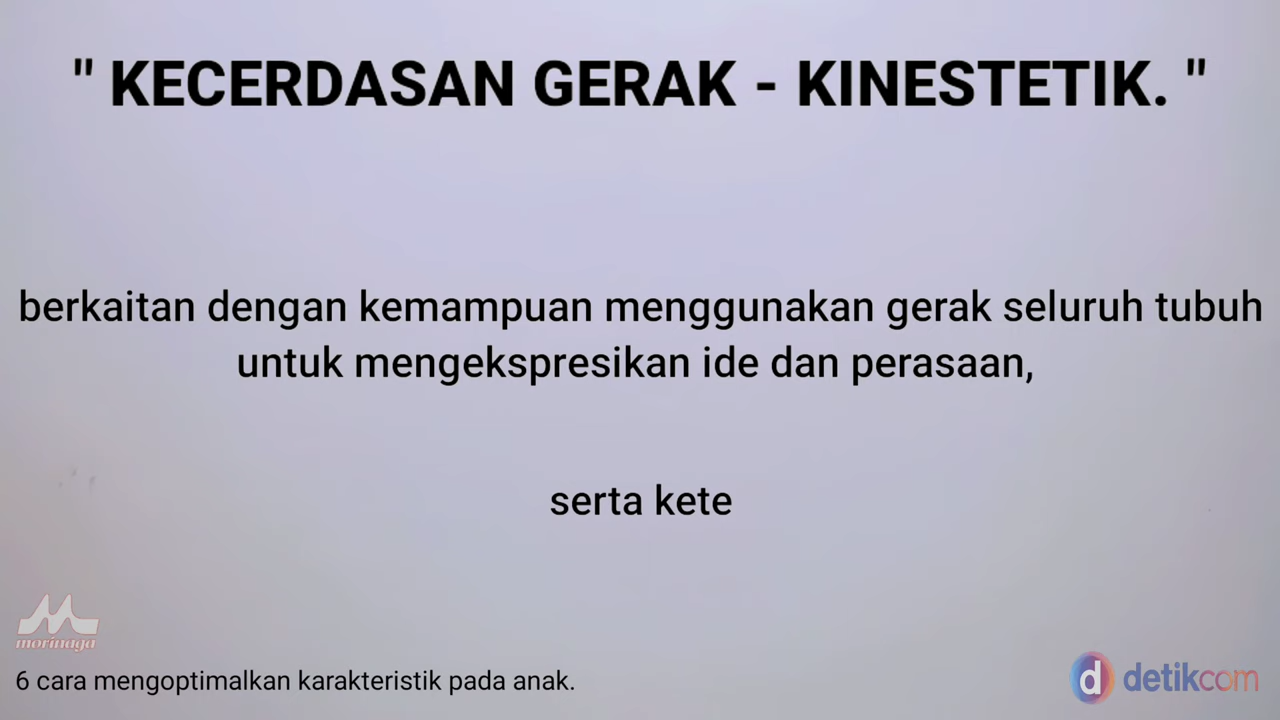 " KECERDASAN GERAK - KINESTETIK. "
berkaitan dengan kemampuan menggunakan gerak seluruh tubuh
untuk mengekspresikan ide dan perasaan,
serta kete
morinaga
6 cara mengoptimalkan karakteristik pada anak.
d detikcom